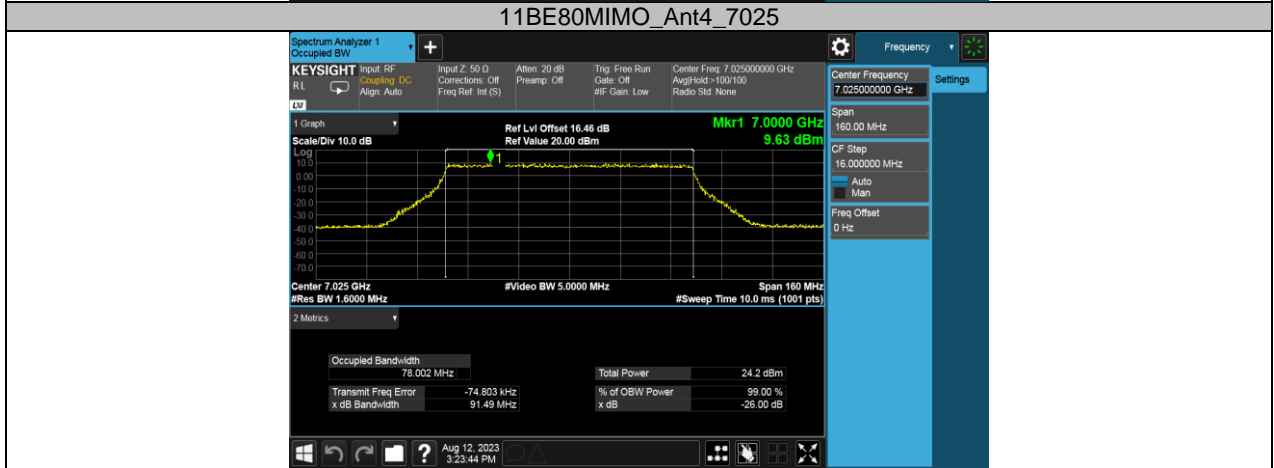 11BE80MIMO_Ant4_7025
Spectrum Analyzer 1
Occupied BW
+
Frequency
KEYSIGHT
RL
LXI
Input: RF
Coupling: DC
Align: Auto
Input Z: 50 Ω
Corrections: Off
Freq Ref: Int (S)
Atten: 20 dB
Preamp: Off
Trig: Free Run
Gate: Off
#IF Gain: Low
Center Freq: 7.025000000 GHz
Avg|Hold:>100/100
Radio Std: None
Center Frequency
7.025000000 GHz
Settings
Span
160.00 MHz
CF Step
16.000000 MHz
Auto
Man
Freq Offset
0 Hz
1 Graph
Scale/Div 10.0 dB
Ref Lvl Offset 16.46 dB
Ref Value 20.00 dBm
Mkr1 7.0000 GHz
9.63 dBm
Log
10.0
0.00
-10.0
-20.0
-30.0
-40.0
-50.0
-60.0
-70.0
1
Center 7.025 GHz
#Res BW 1.6000 MHz
#Video BW 5.0000 MHz
Span 160 MHz
#Sweep Time 10.0 ms (1001 pts)
2 Metrics
Occupied Bandwidth
78.002 MHz
Total Power 24.2 dBm
Transmit Freq Error -74.803 kHz
% of OBW Power 99.00 %
x dB Bandwidth 91.49 MHz
x dB -26.00 dB
?
Aug 12, 2023
3:23:44 PM